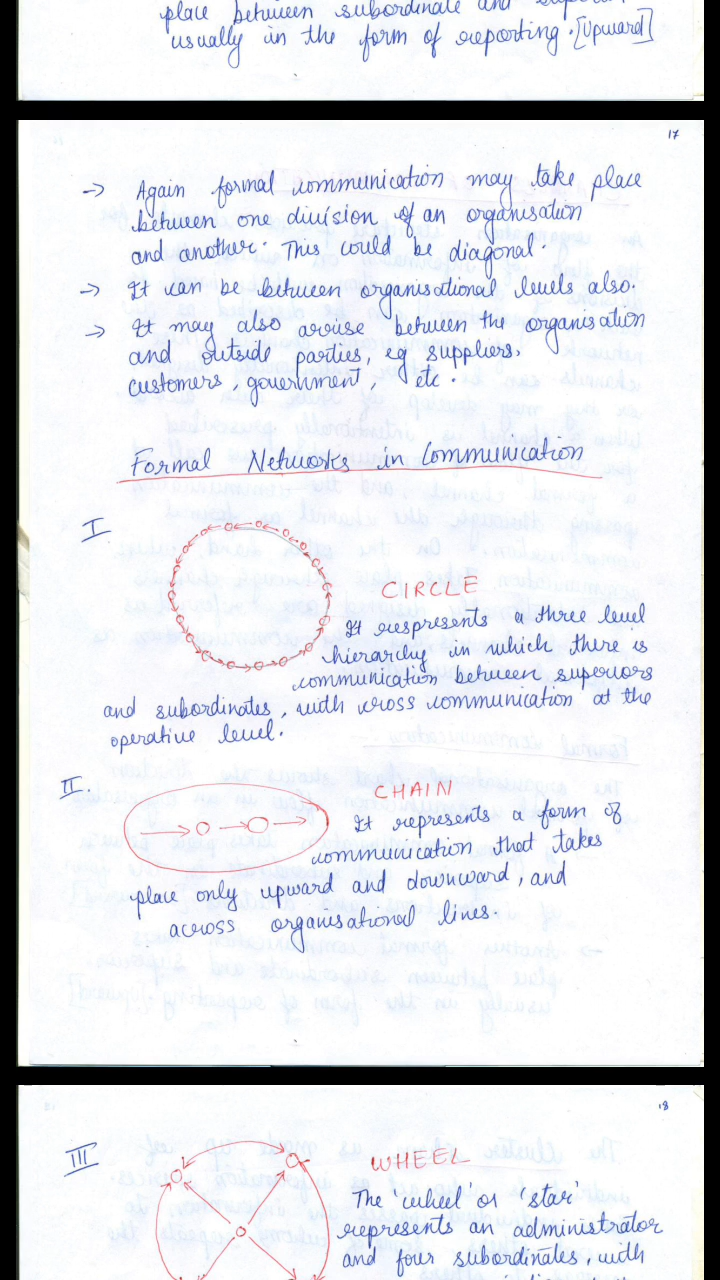 place between subordinate and
usually in the form of reporting. [Upward]
17
-> Again formal communication may take place
between one division of an organisation
and another. This could be diagonal.
-> It can be between organisational levels also.
-> It may also arouse between the organisation
and outside parties, eg suppliers,
customers, government, etc.
Formal Networks in Communication
I
CIRCLE
It respresents a three level
hierarchy in which there is
communication between superiors
and subordinates, with cross communication at the
operative level.
II.
CHAIN
It represents a form of
communication that takes
place only upward and downward, and
across organisational lines.
18
III
WHEEL
The 'wheel' or 'star'
represents an administrator
and four subordinates, with